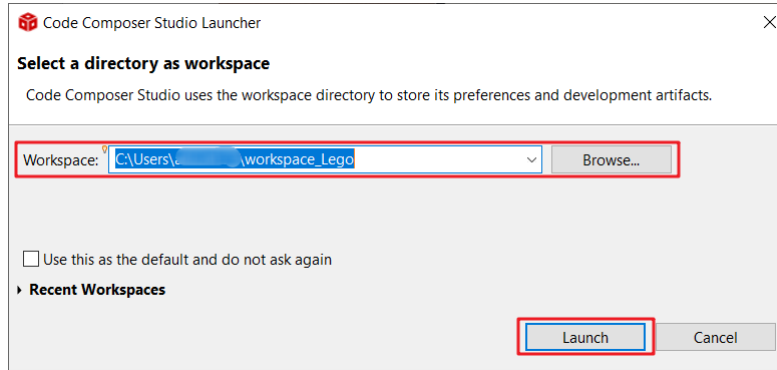 Code Composer Studio Launcher
Select a directory as workspace
Code Composer Studio uses the workspace directory to store its preferences and development artifacts.
Workspace: C:\Users\ \workspace_Lego Browse...
Use this as the default and do not ask again
Recent Workspaces
Launch Cancel